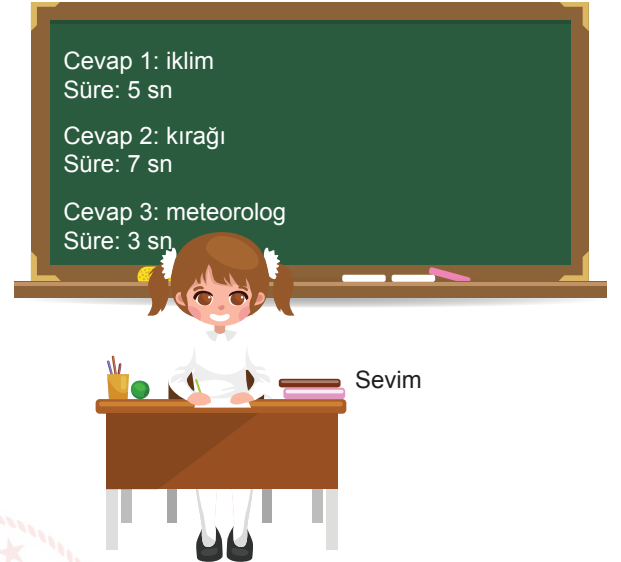 Cevap 1: iklim
Süre: 5 sn
Cevap 2: kırağı
Süre: 7 sn
Cevap 3: meteorolog
Süre: 3 sn
Sevim